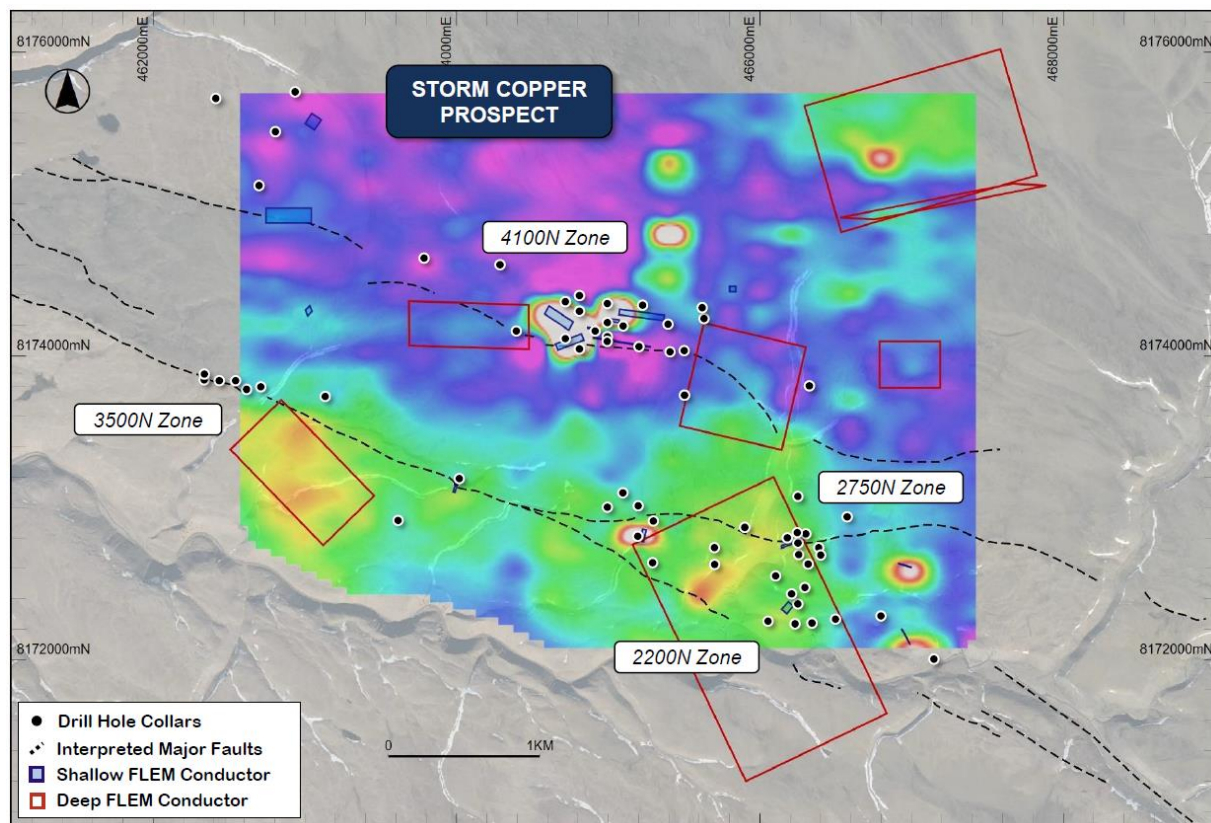 462000mE
4000mE
466000mE
468000mE
8176000mN
8176000mN
STORM COPPER
PROSPECT
4100N Zone
8174000mN
8174000mN
3500N Zone
2750N Zone
2200N Zone
8172000mN
8172000mN
Drill Hole Collars
Interpreted Major Faults
Shallow FLEM Conductor
Deep FLEM Conductor
0
1KM